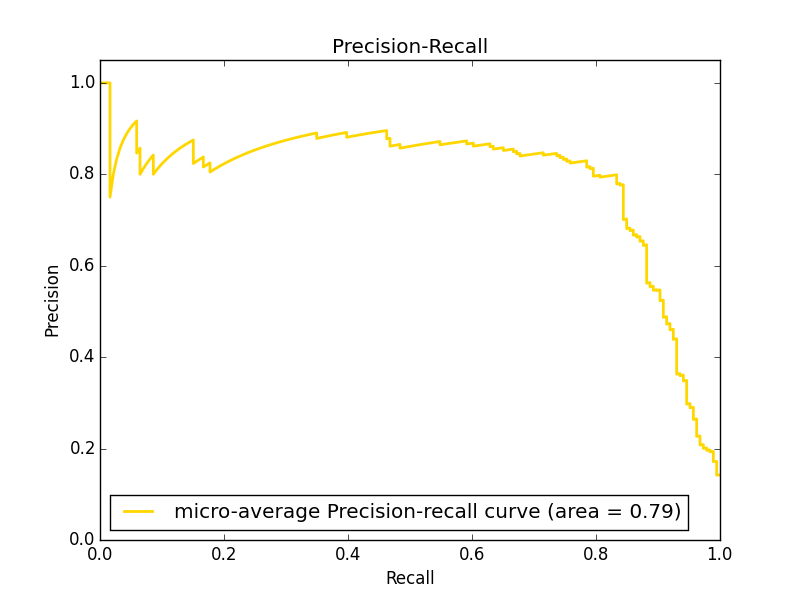 Precision-Recall
1.0
0.8
0.6
0.4
0.2
0.0
Precision
micro-average Precision-recall curve (area = 0.79)
0.0 0.2 0.4 0.6 0.8 1.0
Recall